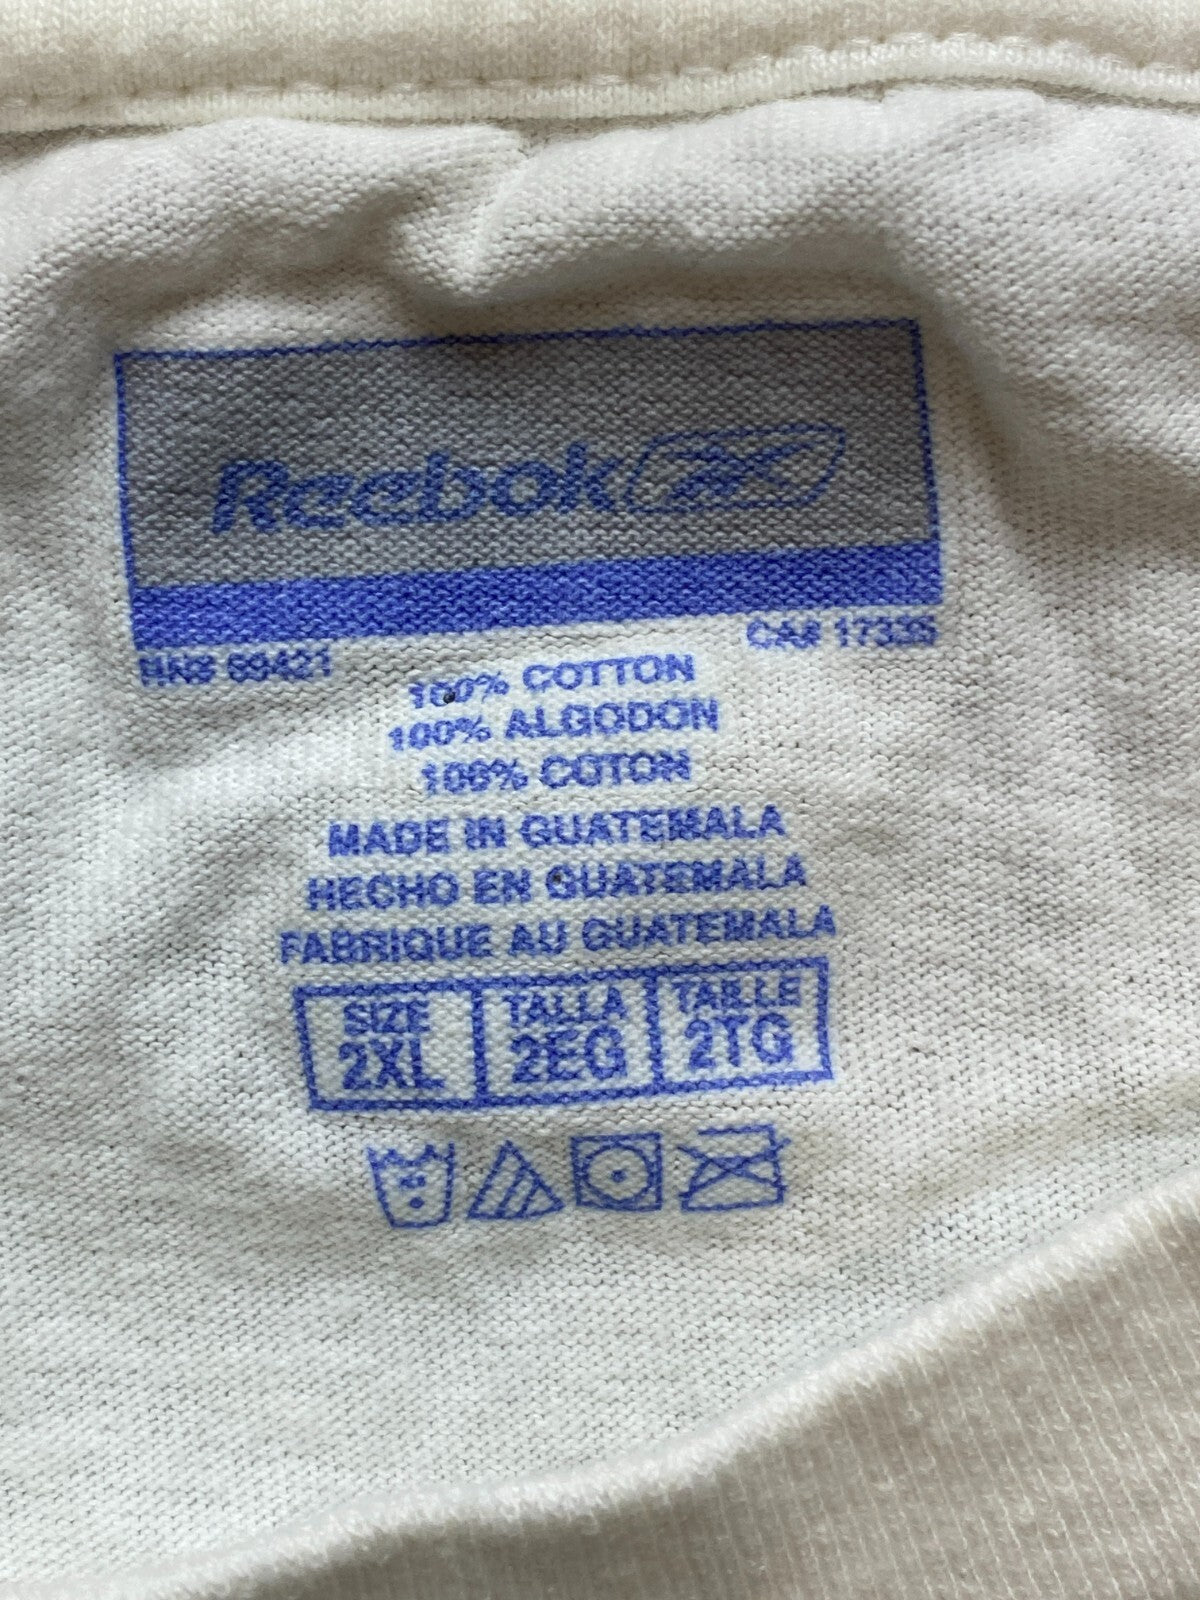 Reebok
RN# 69421
CA# 17335
100% COTTON
100% ALGODON
100% COTON
MADE IN GUATEMALA
HECHO EN GUATEMALA
FABRIQUE AU GUATEMALA
SIZE TALLA TAILLE
2XL 2EG 2TG